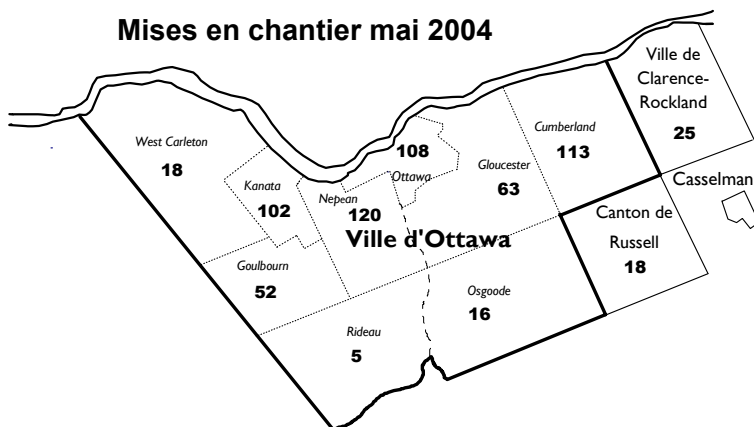 Mises en chantier mai 2004
Ville de
Clarence-
Rockland
25
West Carleton
18
108
Ottawa
Cumberland
113
Gloucester
63
Kanata
102
Nepean
120
Casselman
Canton de
Russell
18
Ville d'Ottawa
Goulbourn
52
Osgoode
16
Rideau
5